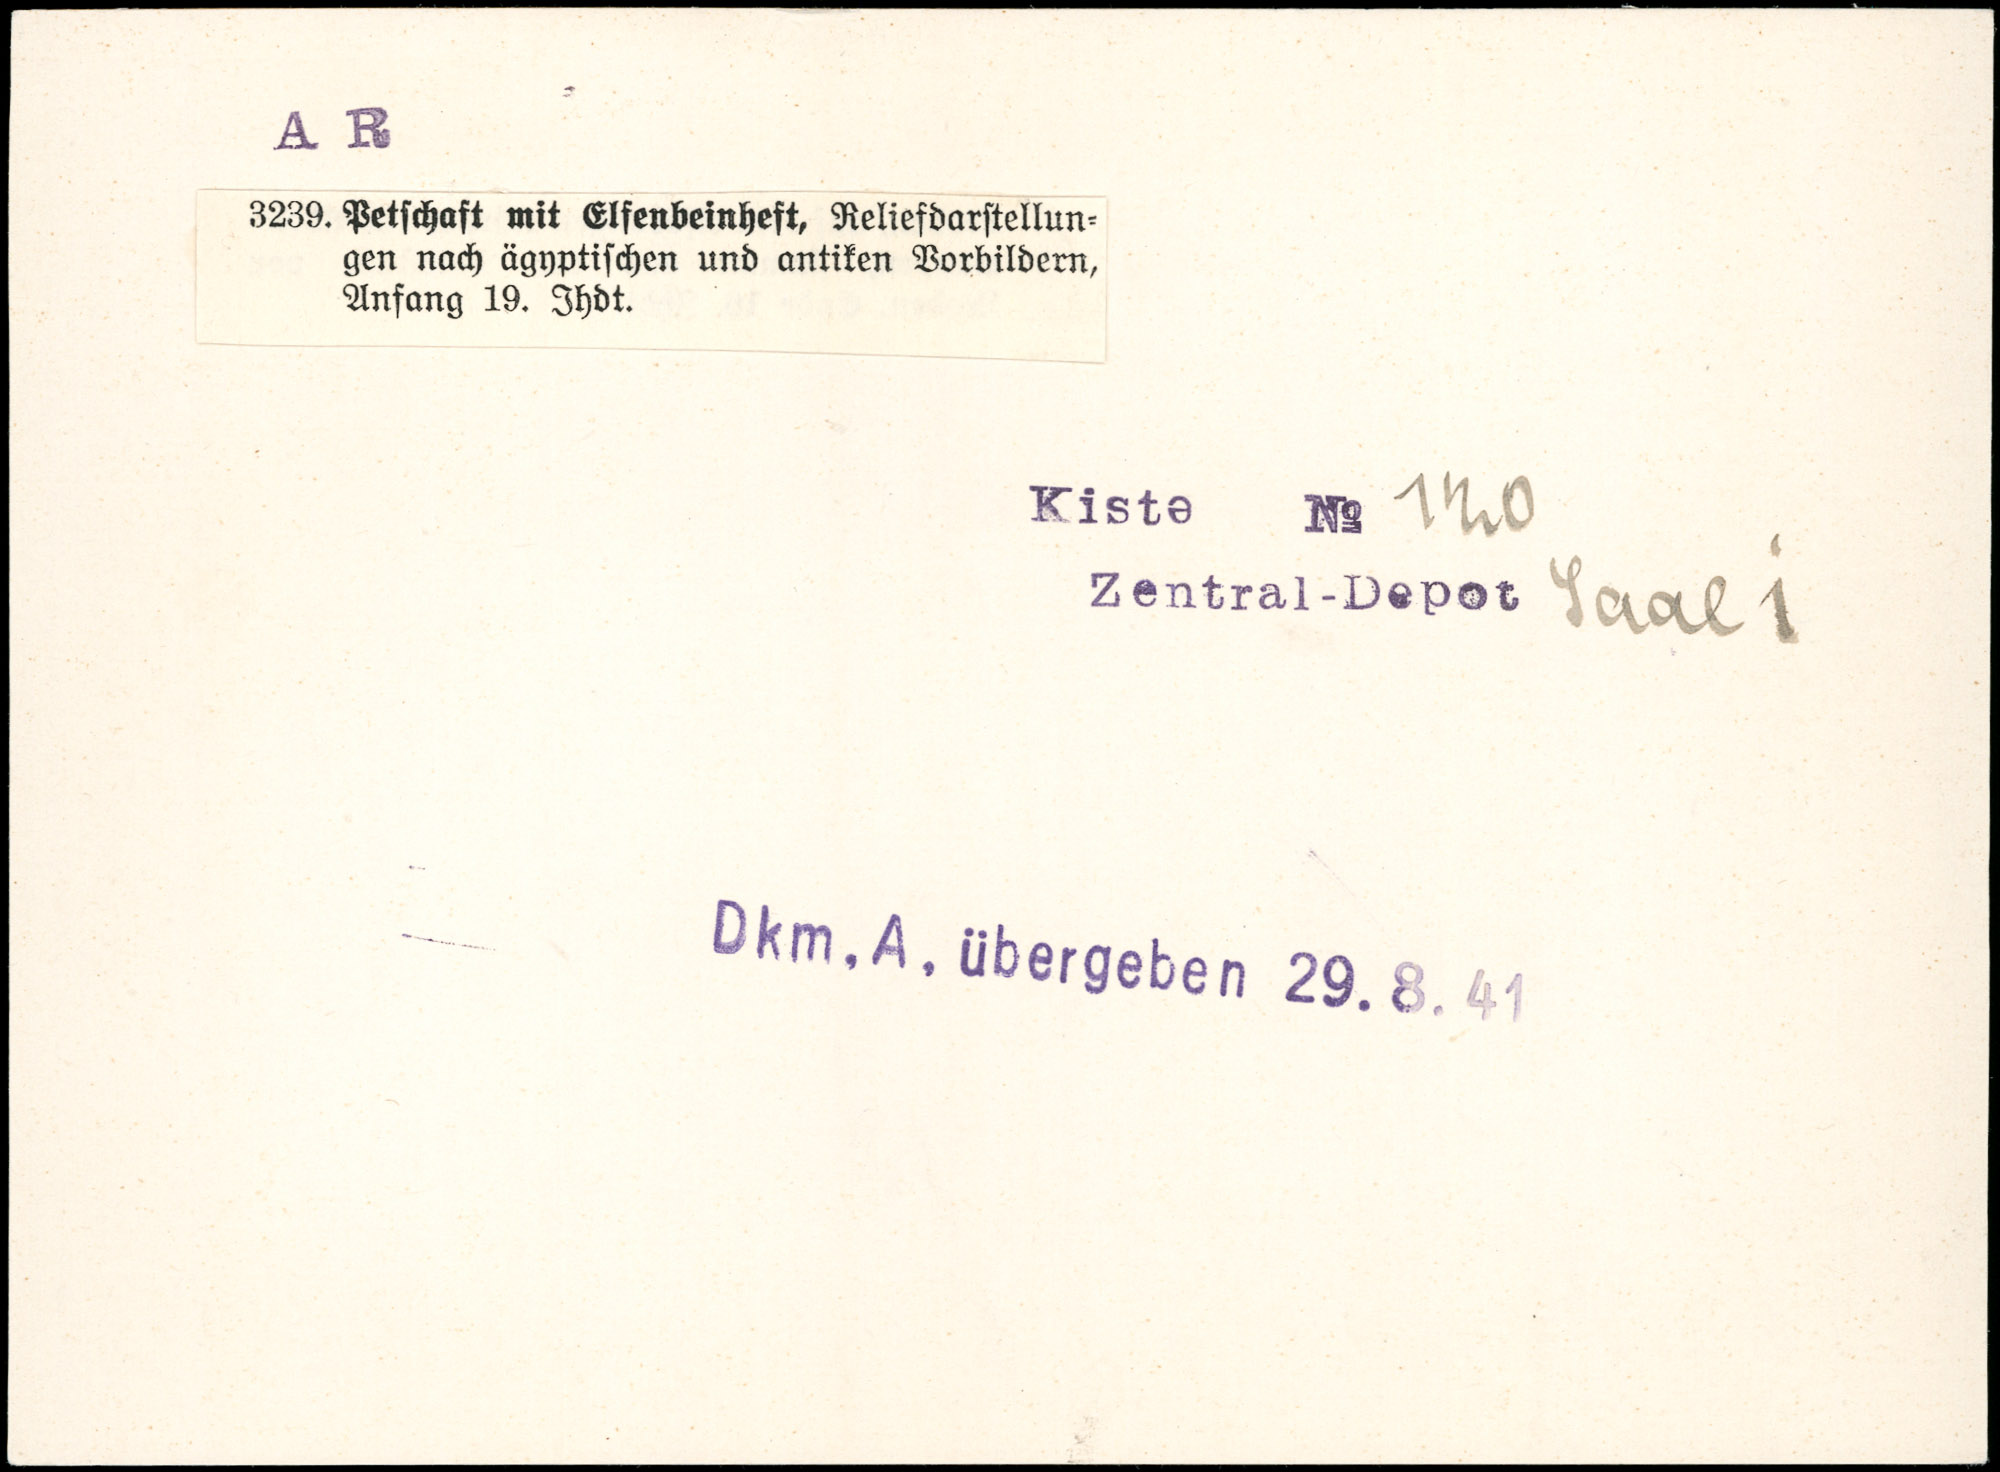 A R
3239. Petschaft mit Elfenbeinheft, Reliefdarstellun-
gen nach ägyptischen und antiken Vorbildern,
Anfang 19. Jhdt.
Kiste № 120
Zentral-Depot Saal i
Dkm. A. übergeben 29. 8. 41